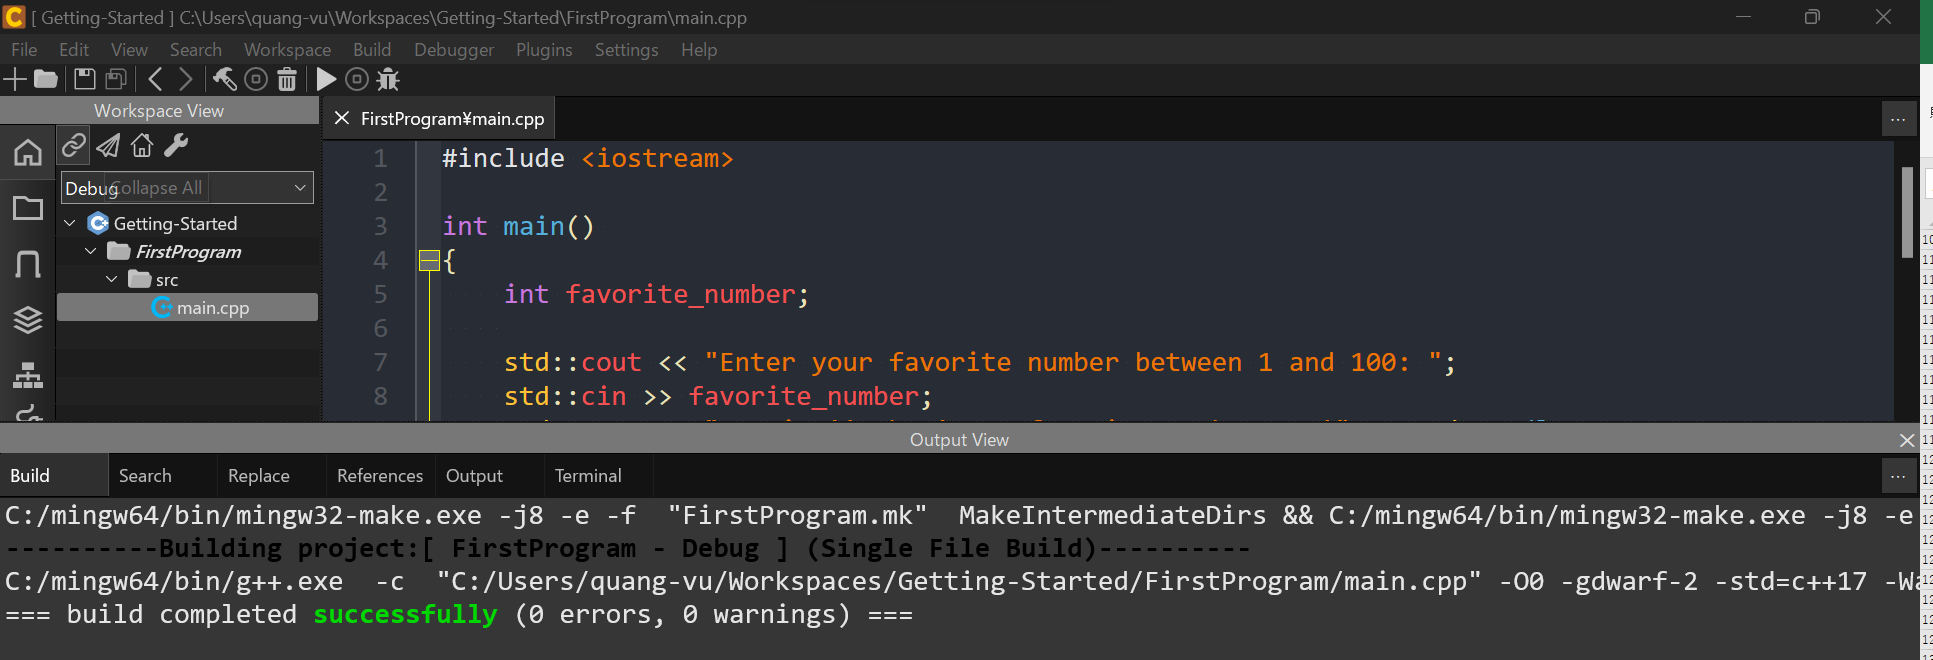 [ Getting-Started ] C:\Users\quang-vu\Workspaces\Getting-Started\FirstProgram\main.cpp
File Edit View Search Workspace Build Debugger Plugins Settings Help
Workspace View
FirstProgram¥main.cpp
Debug
Collapse All
Getting-Started
FirstProgram
src
main.cpp
1 #include <iostream>
2
3 int main()
4 {
5 int favorite_number;
6
7 std::cout << "Enter your favorite number between 1 and 100: ";
8 std::cin >> favorite_number;
Output View
Build Search Replace References Output Terminal
C:/mingw64/bin/mingw32-make.exe -j8 -e -f "FirstProgram.mk" MakeIntermediateDirs && C:/mingw64/bin/mingw32-make.exe -j8 -e
----------Building project:[ FirstProgram - Debug ] (Single File Build)----------
C:/mingw64/bin/g++.exe -c "C:/Users/quang-vu/Workspaces/Getting-Started/FirstProgram/main.cpp" -O0 -gdwarf-2 -std=c++17 -Wa
=== build completed successfully (0 errors, 0 warnings) ===